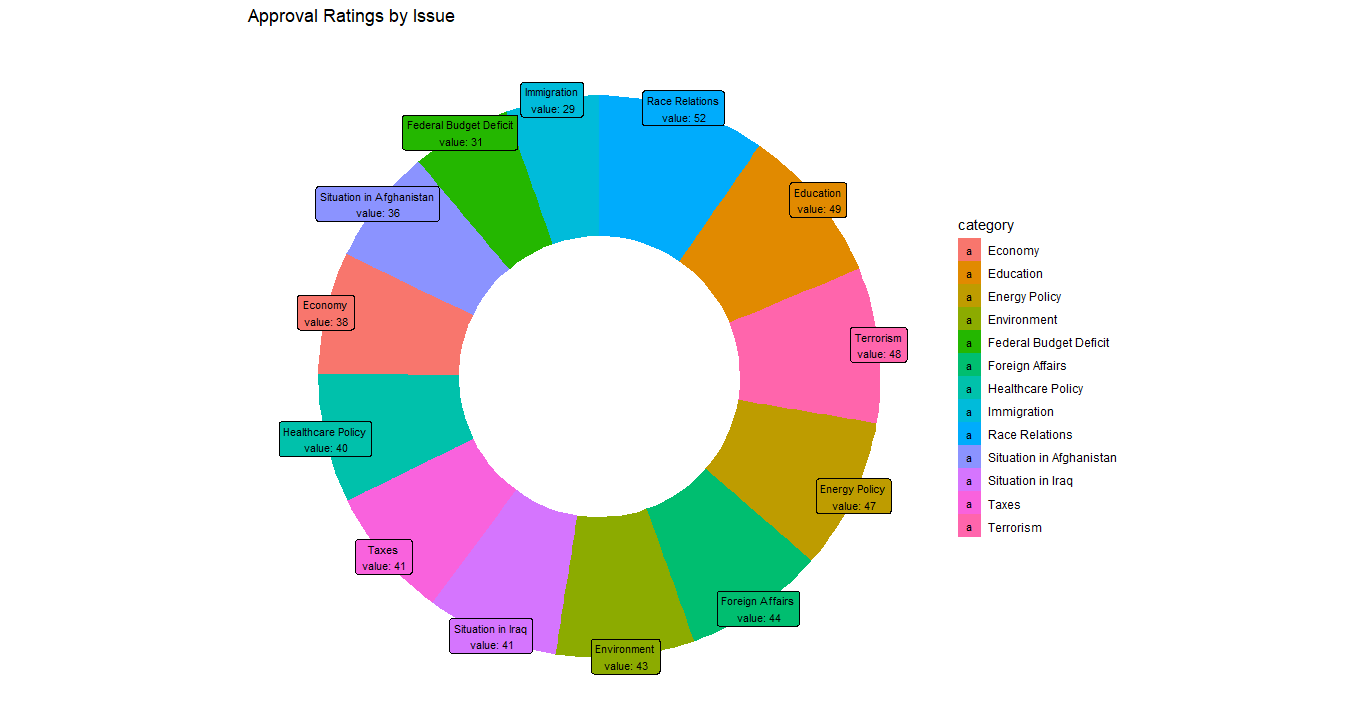 Approval Ratings by Issue
Immigration
value: 29
Race Relations
value: 52
Federal Budget Deficit
value: 31
Education
value: 49
Situation in Afghanistan
value: 36
Economy
value: 38
Terrorism
value: 48
Healthcare Policy
value: 40
Energy Policy
value: 47
Taxes
value: 41
Foreign Affairs
value: 44
Situation in Iraq
value: 41
Environment
value: 43
category
a Economy
a Education
a Energy Policy
a Environment
a Federal Budget Deficit
a Foreign Affairs
a Healthcare Policy
a Immigration
a Race Relations
a Situation in Afghanistan
a Situation in Iraq
a Taxes
a Terrorism